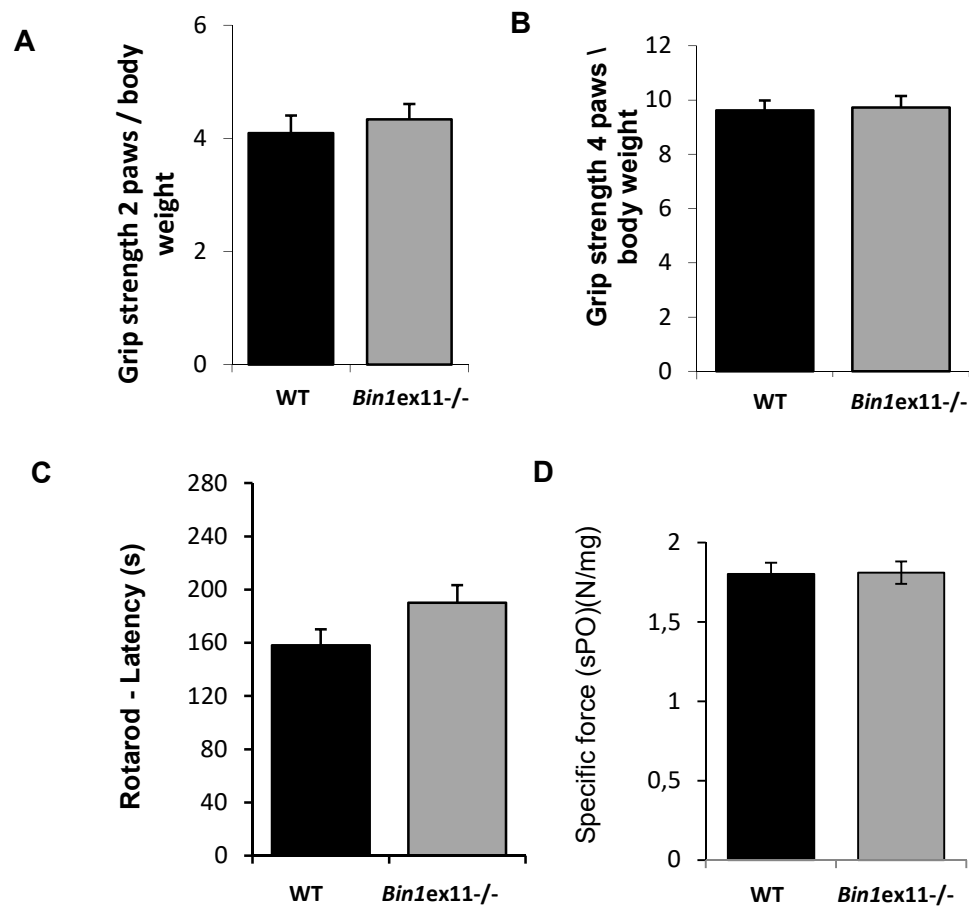 A
Grip strength 2 paws / body
weight
6
4
2
0
WT
Bin1ex11-/-
B
Grip strength 4 paws \
body weight
12
10
8
6
4
2
0
WT
Bin1ex11-/-
C
Rotarod - Latency (s)
280
240
200
160
120
80
40
0
WT
Bin1ex11-/-
D
Specific force (sPO)(N/mg)
2
1,5
1
0,5
0
WT
Bin1ex11-/-